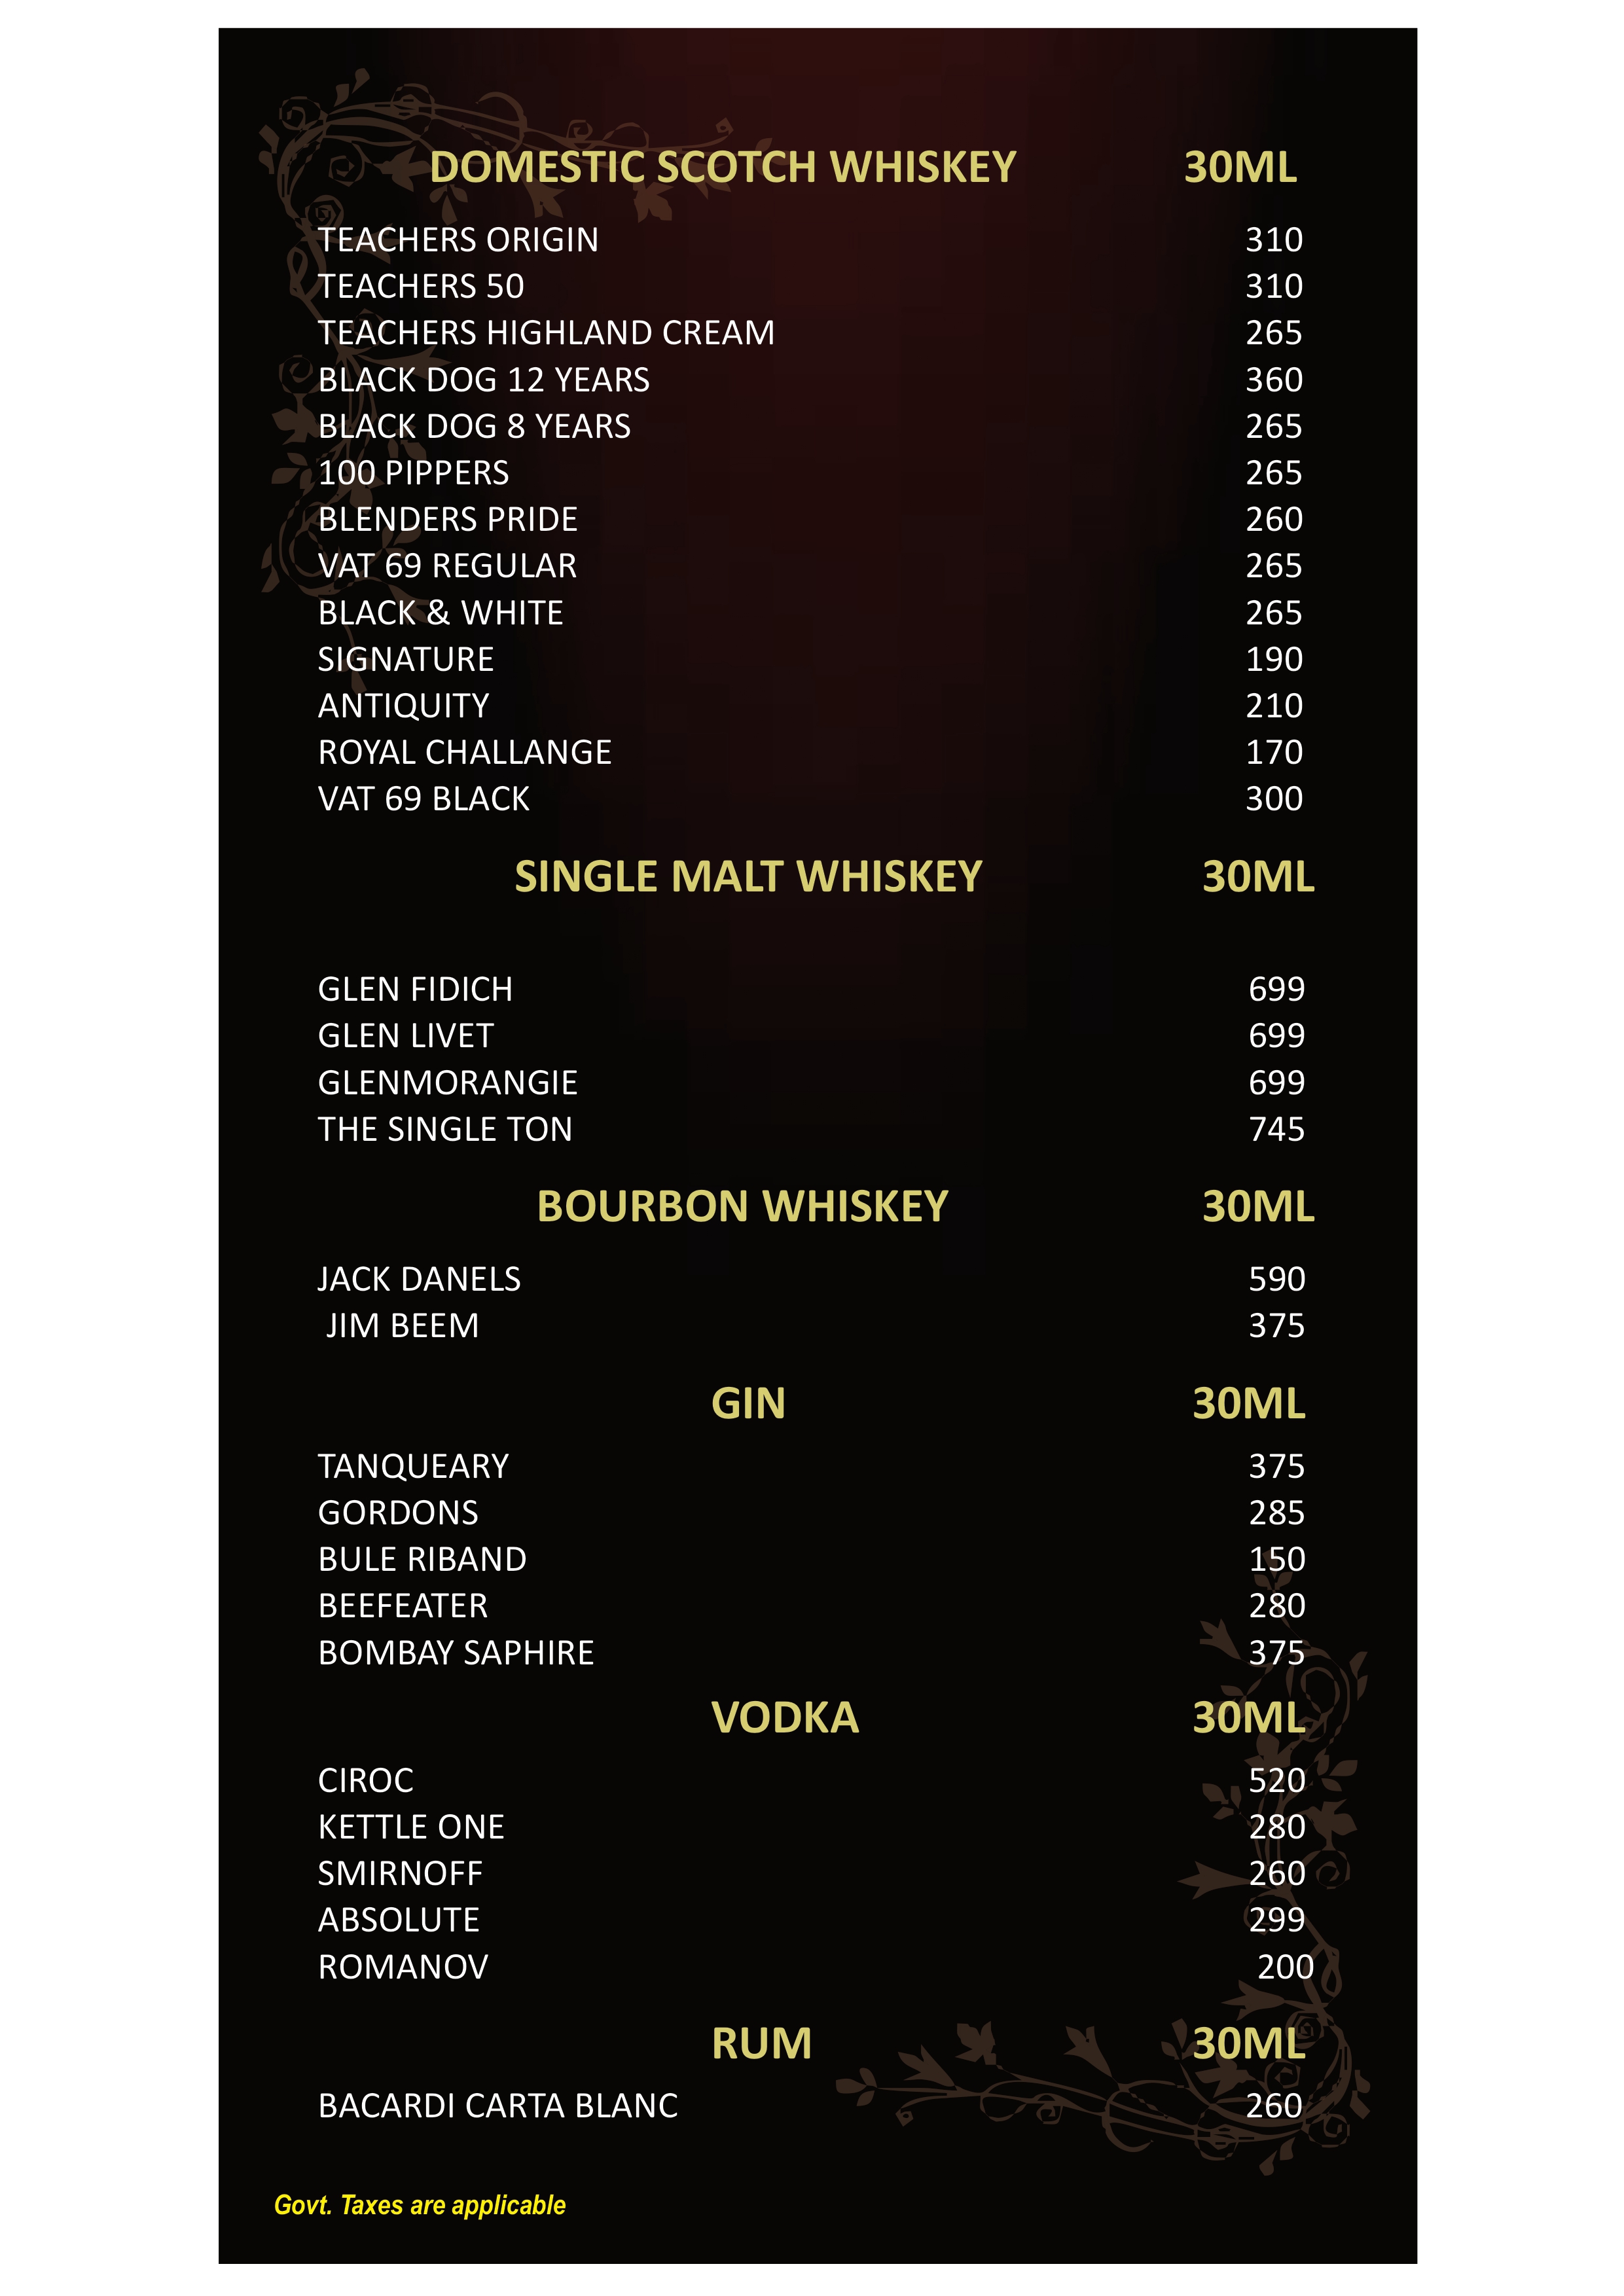 DOMESTIC SCOTCH WHISKEY 30ML
TEACHERS ORIGIN 310
TEACHERS 50 310
TEACHERS HIGHLAND CREAM 265
BLACK DOG 12 YEARS 360
BLACK DOG 8 YEARS 265
100 PIPPERS 265
BLENDERS PRIDE 260
VAT 69 REGULAR 265
BLACK & WHITE 265
SIGNATURE 190
ANTIQUITY 210
ROYAL CHALLANGE 170
VAT 69 BLACK 300
SINGLE MALT WHISKEY 30ML
GLEN FIDICH 699
GLEN LIVET 699
GLENMORANGIE 699
THE SINGLE TON 745
BOURBON WHISKEY 30ML
JACK DANELS 590
JIM BEEM 375
GIN 30ML
TANQUEARY 375
GORDONS 285
BULE RIBAND 150
BEEFEATER 280
BOMBAY SAPHIRE 375
VODKA 30ML
CIROC 520
KETTLE ONE 280
SMIRNOFF 260
ABSOLUTE 299
ROMANOV 200
RUM 30ML
BACARDI CARTA BLANC 260
Govt. Taxes are applicable